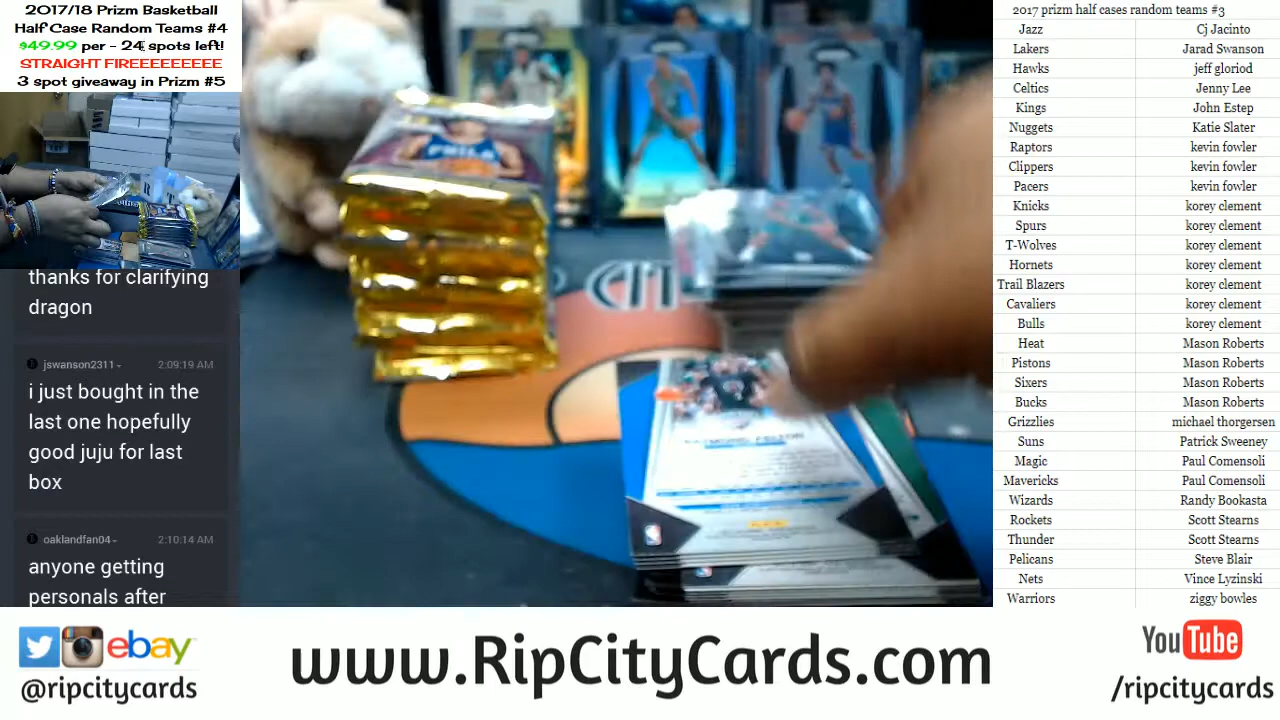 2017/18 Prizm Basketball
Half Case Random Teams #4
$49.99 per - 24 spots left!
STRAIGHT FIREEEEEEEEE
3 spot giveaway in Prizm #5
thanks for clarifying
dragon
jswanson2311
2:09:19 AM
i just bought in the
last one hopefully
good juju for last
box
oaklandfan04
2:10:14 AM
anyone getting
personals after
PHILA
CIT
2017 prizm half cases random teams #3
Jazz Cj Jacinto
Lakers Jarad Swanson
Hawks jeff gloriod
Celtics Jenny Lee
Kings John Estep
Nuggets Katie Slater
Raptors kevin fowler
Clippers kevin fowler
Pacers kevin fowler
Knicks korey clement
Spurs korey clement
T-Wolves korey clement
Hornets korey clement
Trail Blazers korey clement
Cavaliers korey clement
Bulls korey clement
Heat Mason Roberts
Pistons Mason Roberts
Sixers Mason Roberts
Bucks Mason Roberts
Grizzlies michael thorgersen
Suns Patrick Sweeney
Magic Paul Comensoli
Mavericks Paul Comensoli
Wizards Randy Bookasta
Rockets Scott Stearns
Thunder Scott Stearns
Pelicans Steve Blair
Nets Vince Lyzinski
Warriors ziggy bowles
ebay
@ripcitycards
www.RipCityCards.com
YouTube
/ripcitycards